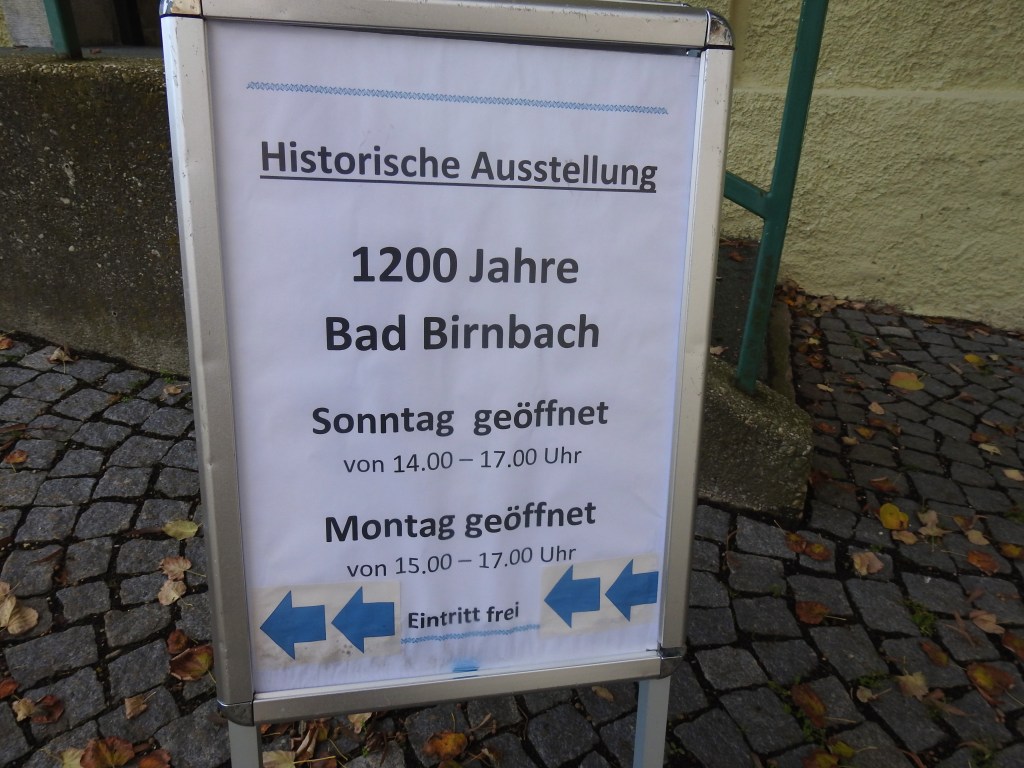 Historische Ausstellung
1200 Jahre
Bad Birnbach
Sonntag geöffnet
von 14.00 – 17.00 Uhr
Montag geöffnet
von 15.00 – 17.00 Uhr
Eintritt frei